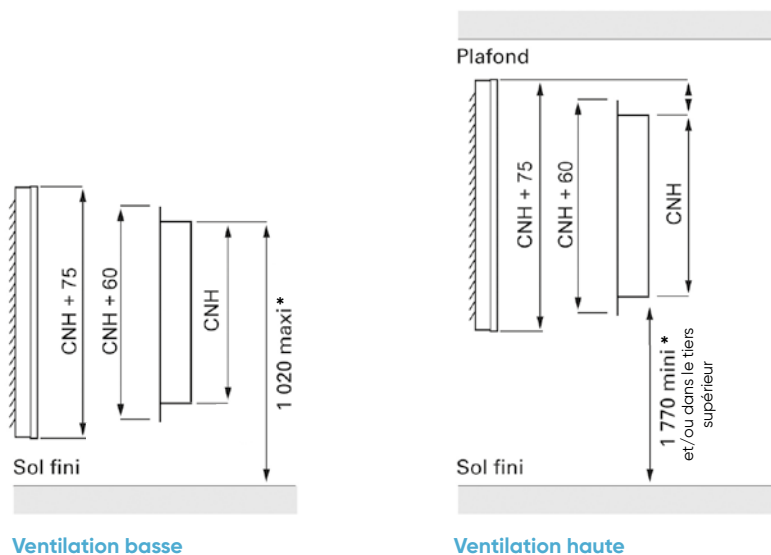 CNH + 75
CNH + 60
CNH
1 020 maxi*
Sol fini
Ventilation basse
Plafond
CNH + 75
CNH + 60
CNH
1 770 mini*
et/ou dans le tiers
supérieur
Sol fini
Ventilation haute